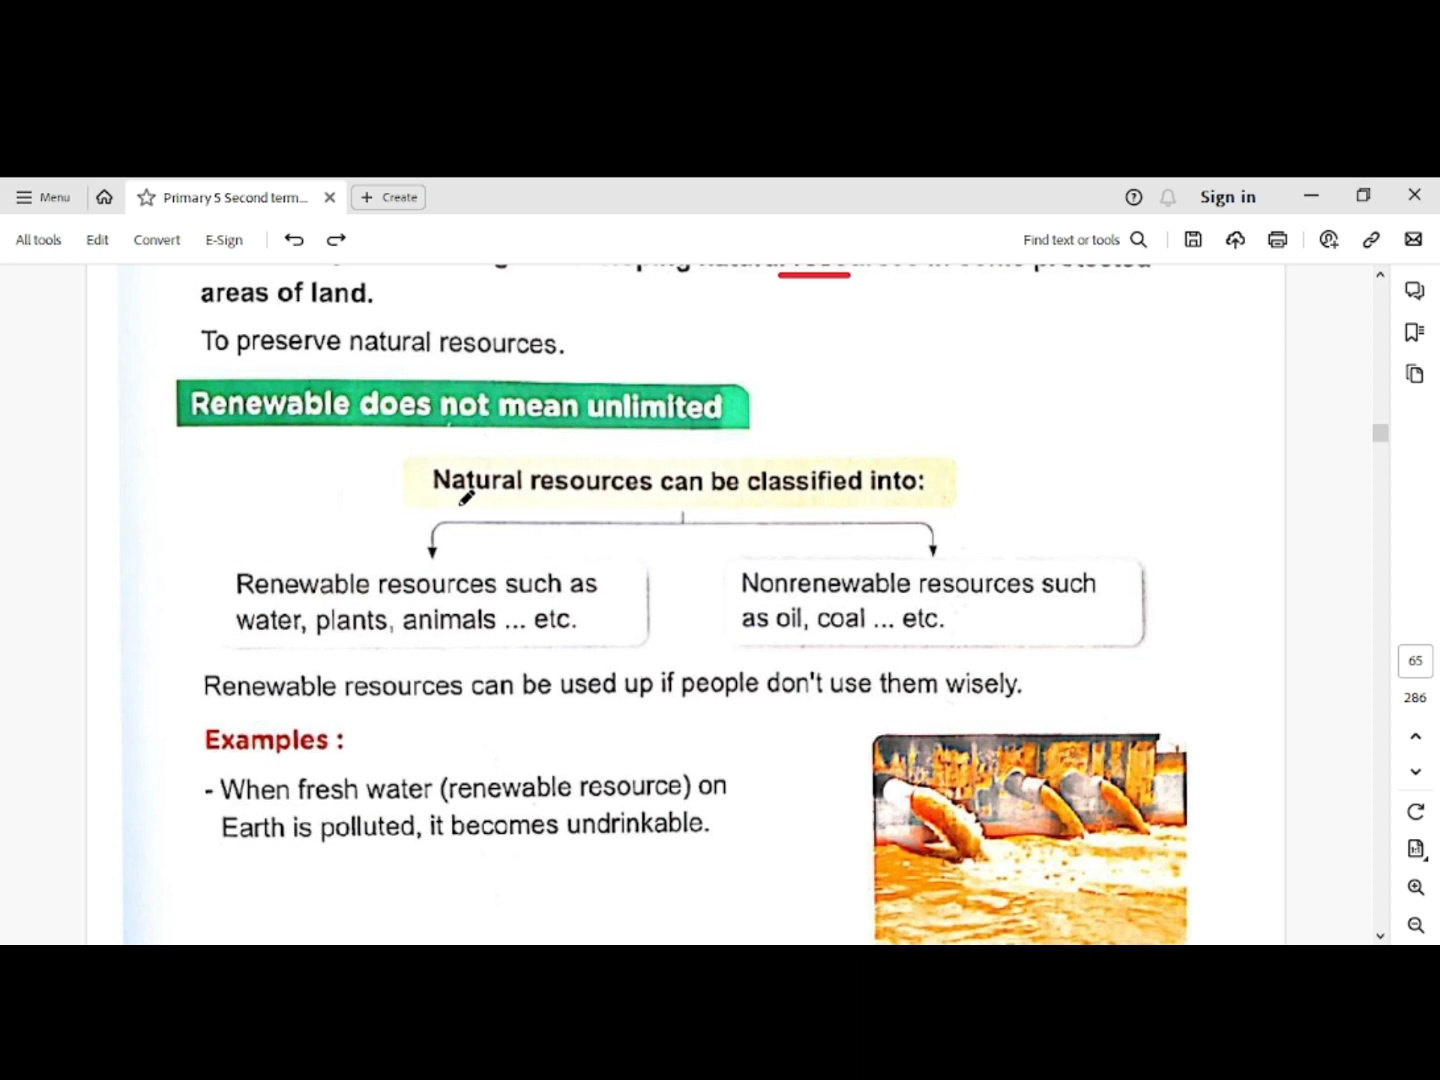 Menu
Primary 5 Second term...
Create
Sign in
All tools
Edit
Convert
E-Sign
Find text or tools
areas of land.
To preserve natural resources.
Renewable does not mean unlimited
Natural resources can be classified into:
Renewable resources such as
water, plants, animals ... etc.
Nonrenewable resources such
as oil, coal ... etc.
Renewable resources can be used up if people don't use them wisely.
Examples :
- When fresh water (renewable resource) on
Earth is polluted, it becomes undrinkable.
65
286